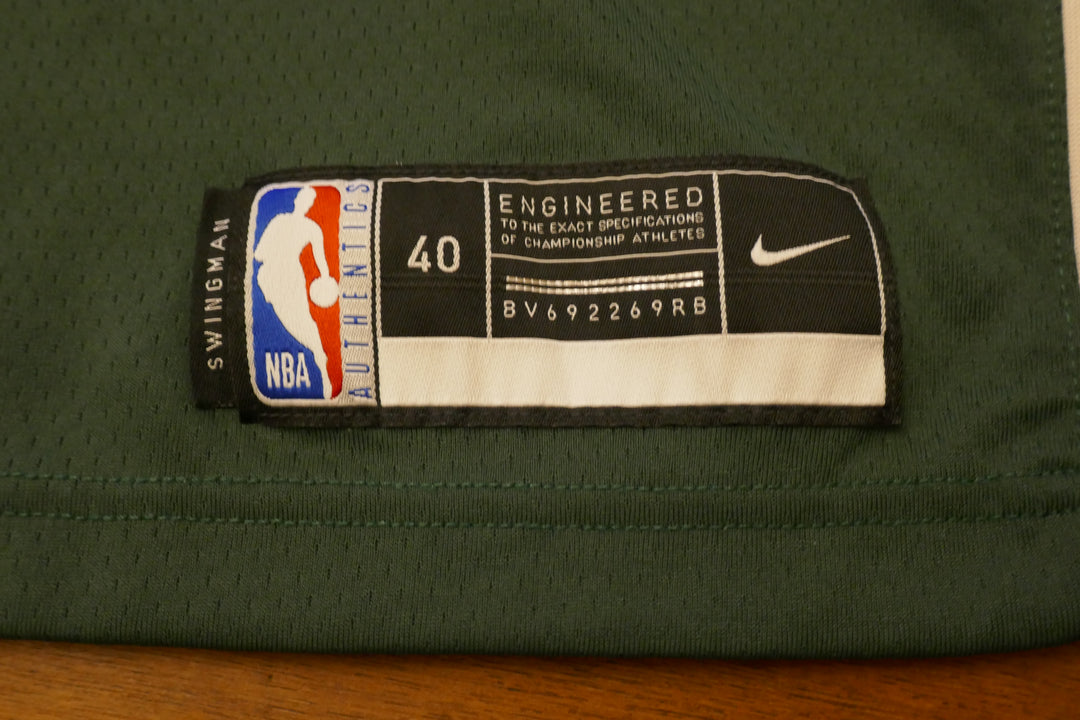 SWINGMAN
NBA
AUTHENTICS
40
ENGINEERED
TO THE EXACT SPECIFICATIONS
OF CHAMPIONSHIP ATHLETES
BV692269RB